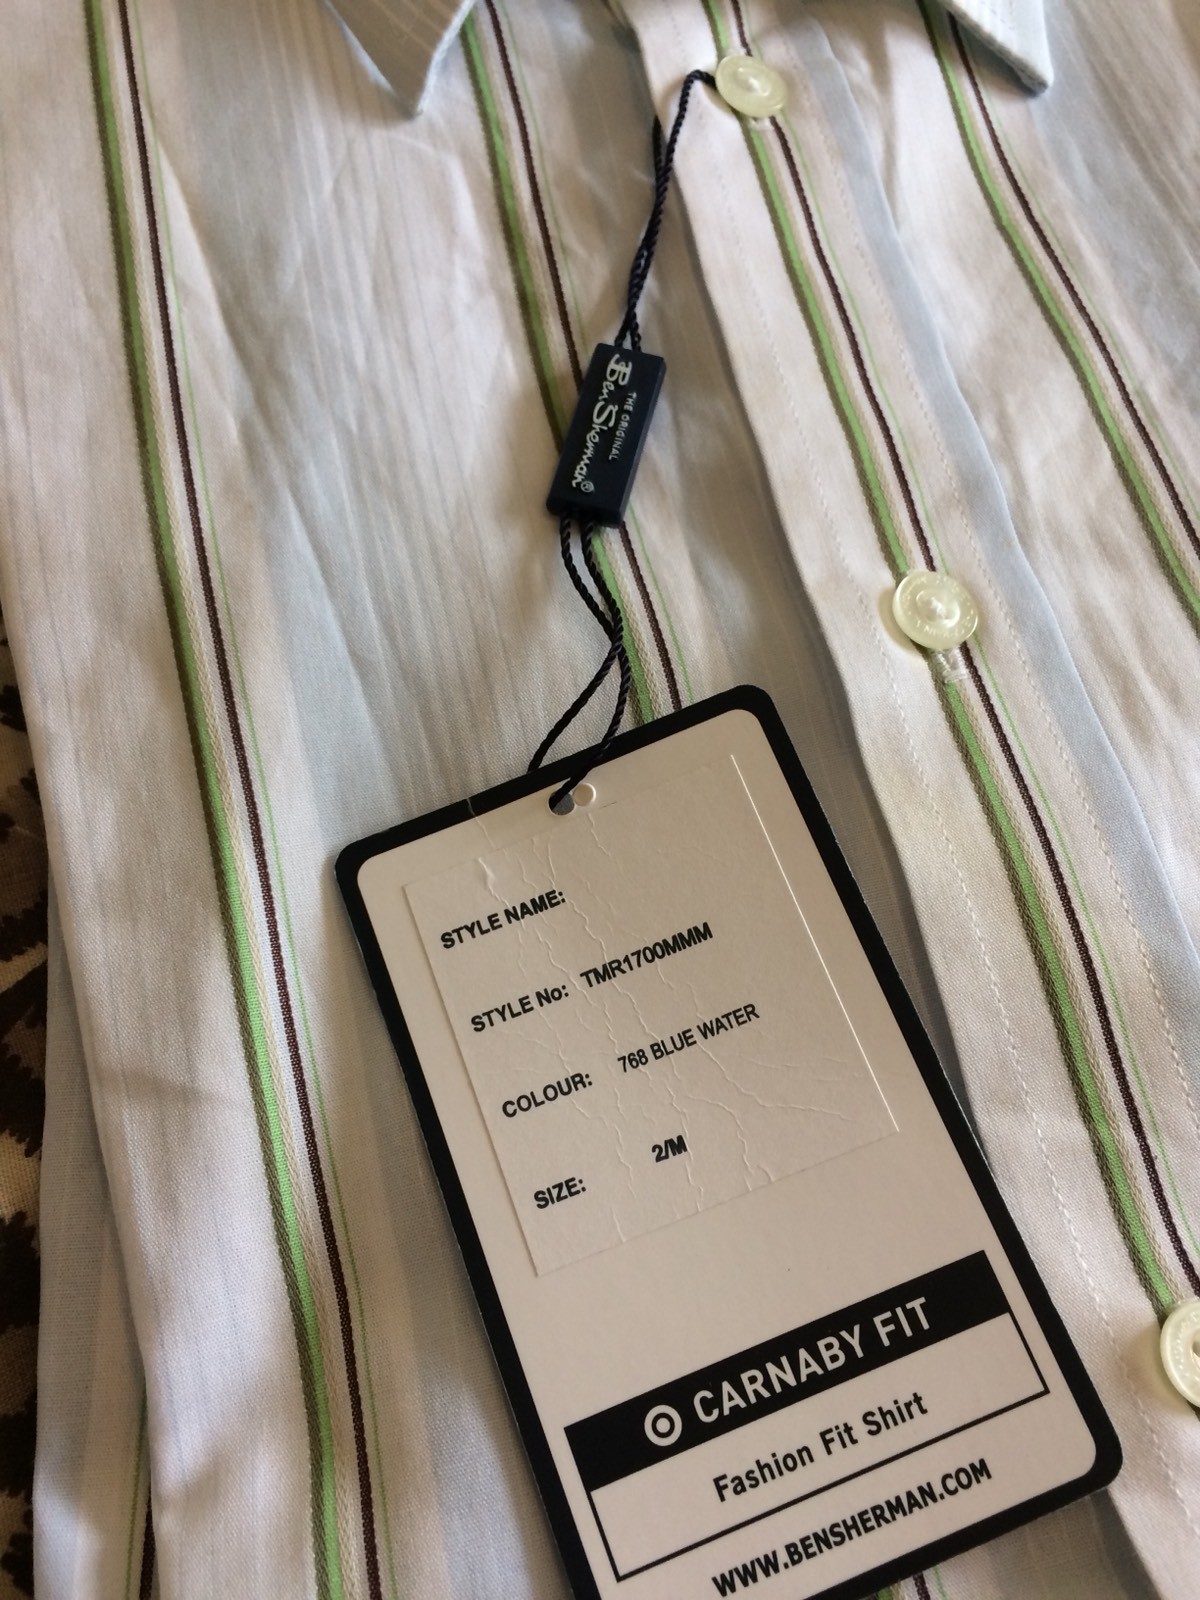 THE ORIGINAL
Ben Sherman®
STYLE NAME:
STYLE No: TMR1700MMM
COLOUR: 768 BLUE WATER
SIZE: 2/M
CARNABY FIT
Fashion Fit Shirt
WWW.BENSHERMAN.COM